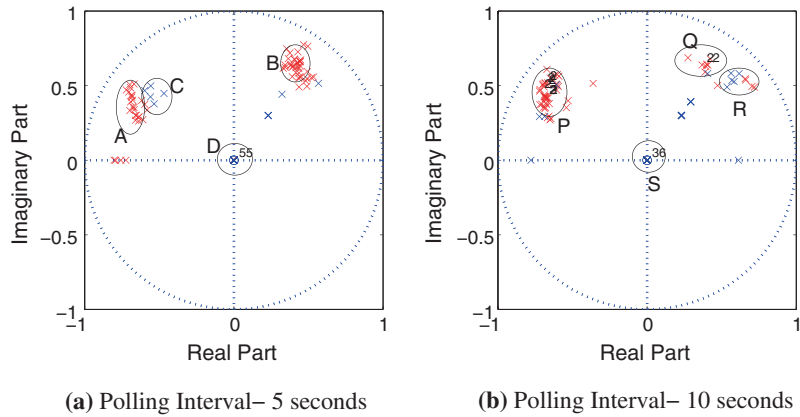 1
0.5
0
−0.5
−1
−1
0
1
Imaginary Part
Real Part
A
C
B
D
55
(a) Polling Interval– 5 seconds
1
0.5
0
−0.5
−1
−1
0
1
Imaginary Part
Real Part
P
Q
22
R
S
36
(b) Polling Interval– 10 seconds